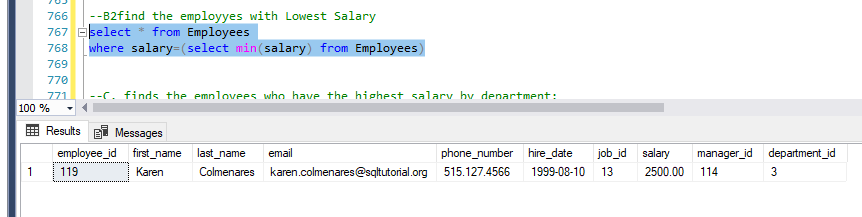 765
766 --B2find the employyes with Lowest Salary
767 select * from Employees
768 where salary=(select min(salary) from Employees)
769
770
771 --C. finds the employees who have the highest salary by department:
100 %
Results Messages
employee_id first_name last_name email phone_number hire_date job_id salary manager_id department_id
1 119 Karen Colmenares karen.colmenares@sqltutorial.org 515.127.4566 1999-08-10 13 2500.00 114 3